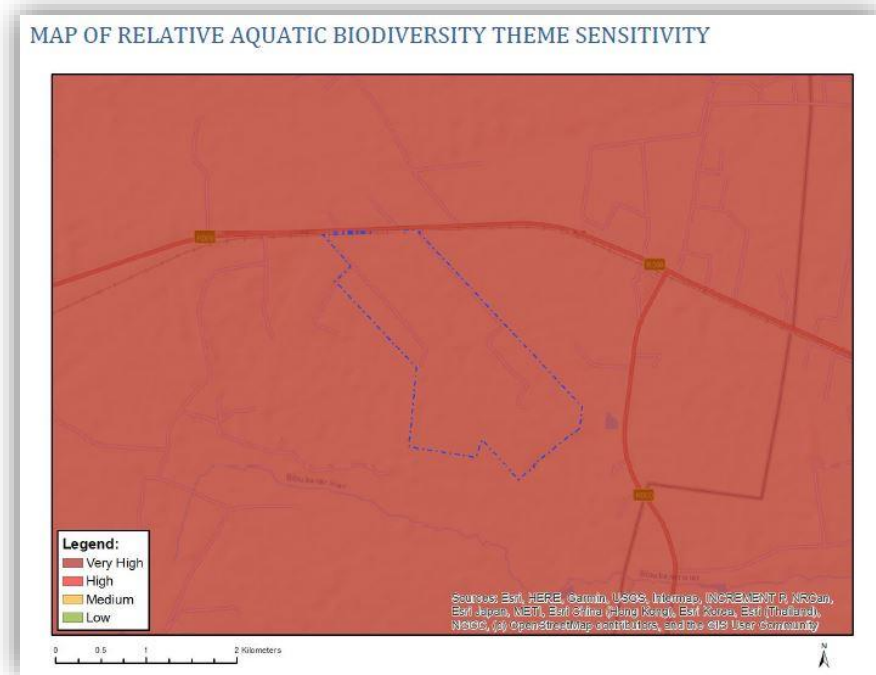 MAP OF RELATIVE AQUATIC BIODIVERSITY THEME SENSITIVITY
Legend:
Very High
High
Medium
Low
Sources: Esri, HERE, Garmin, USGS, Intermap, INCREMENT P, NRCan,
Esri Japan, METI, Esri China (Hong Kong), Esri Korea, Esri (Thailand),
NGCC, (c) OpenStreetMap contributors, and the GIS User Community
0 0.5 1 2 Kilometers
N